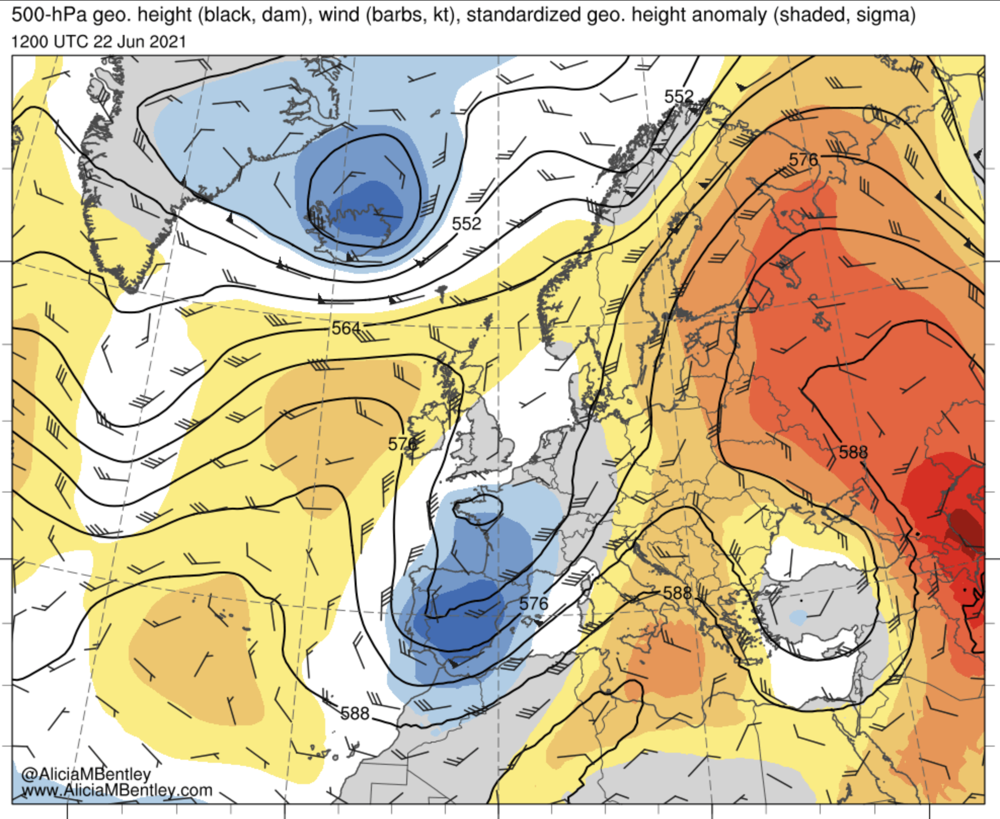 500-hPa geo. height (black, dam), wind (barbs, kt), standardized geo. height anomaly (shaded, sigma)
1200 UTC 22 Jun 2021
552
576
552
564
576
588
588
576
588
@AliciaMBentley
www.AliciaMBentley.com